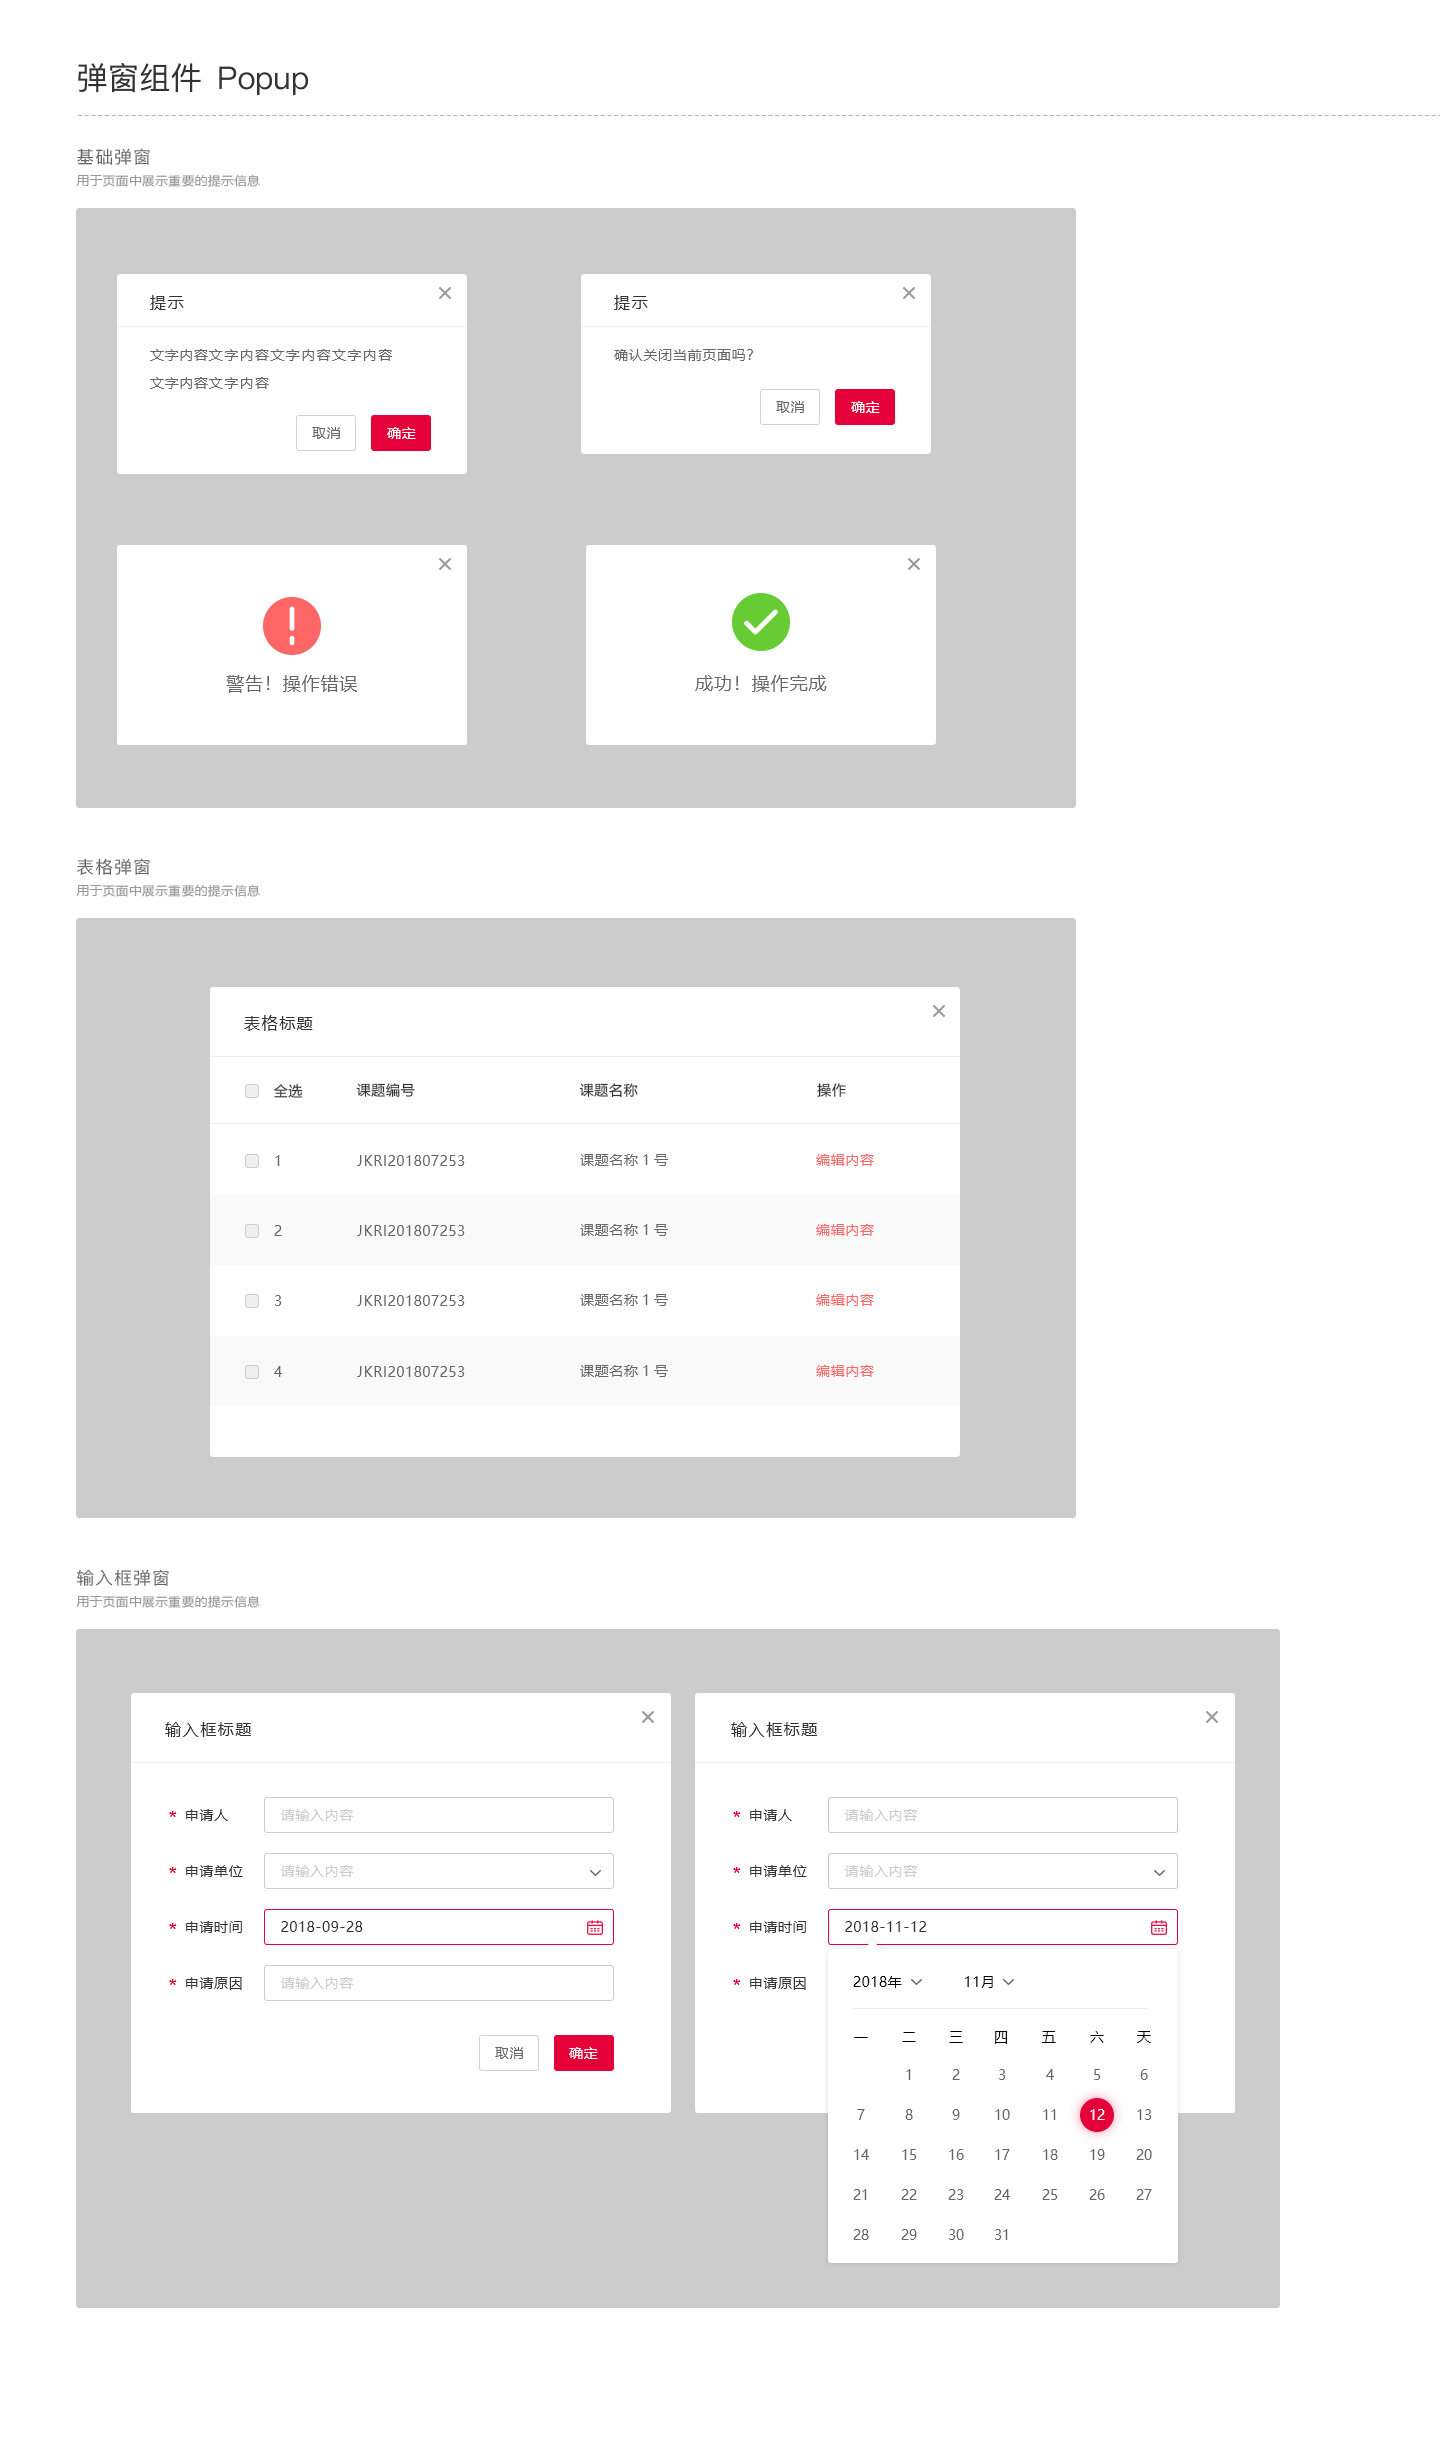 弹窗组件 Popup
基础弹窗
用于页面中展示重要的提示信息
提示
文字内容文字内容文字内容文字内容
文字内容文字内容
取消 确定
提示
确认关闭当前页面吗?
取消 确定
警告！操作错误
成功！操作完成
表格弹窗
用于页面中展示重要的提示信息
表格标题
全选 课题编号 课题名称 操作
1 JKRI201807253 课题名称 1 号 编辑内容
2 JKRI201807253 课题名称 1 号 编辑内容
3 JKRI201807253 课题名称 1 号 编辑内容
4 JKRI201807253 课题名称 1 号 编辑内容
输入框弹窗
用于页面中展示重要的提示信息
输入框标题
* 申请人 请输入内容
* 申请单位 请输入内容
* 申请时间 2018-09-28
* 申请原因 请输入内容
取消 确定
输入框标题
* 申请人 请输入内容
* 申请单位 请输入内容
* 申请时间 2018-11-12
* 申请原因
2018年 11月
一 二 三 四 五 六 天
1 2 3 4 5 6
7 8 9 10 11 12 13
14 15 16 17 18 19 20
21 22 23 24 25 26 27
28 29 30 31